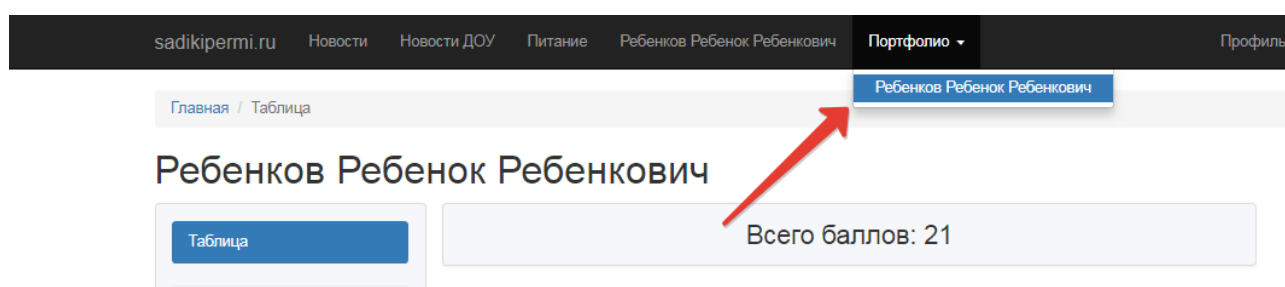 sadikipermi.ru Новости Новости ДОУ Питание Ребенков Ребенок Ребенкович Портфолио Профиль
Ребенков Ребенок Ребенкович
Главная / Таблица
Ребенков Ребенок Ребенкович
Таблица
Всего баллов: 21